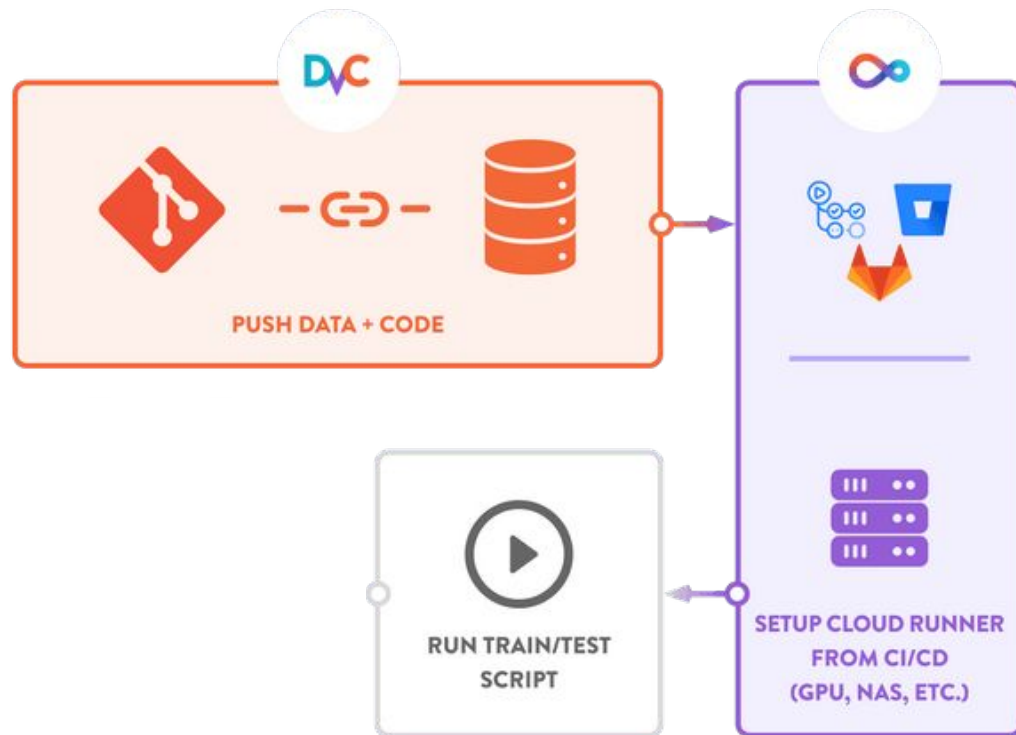 DVC
PUSH DATA + CODE
RUN TRAIN/TEST
SCRIPT
SETUP CLOUD RUNNER
FROM CI/CD
(GPU, NAS, ETC.)